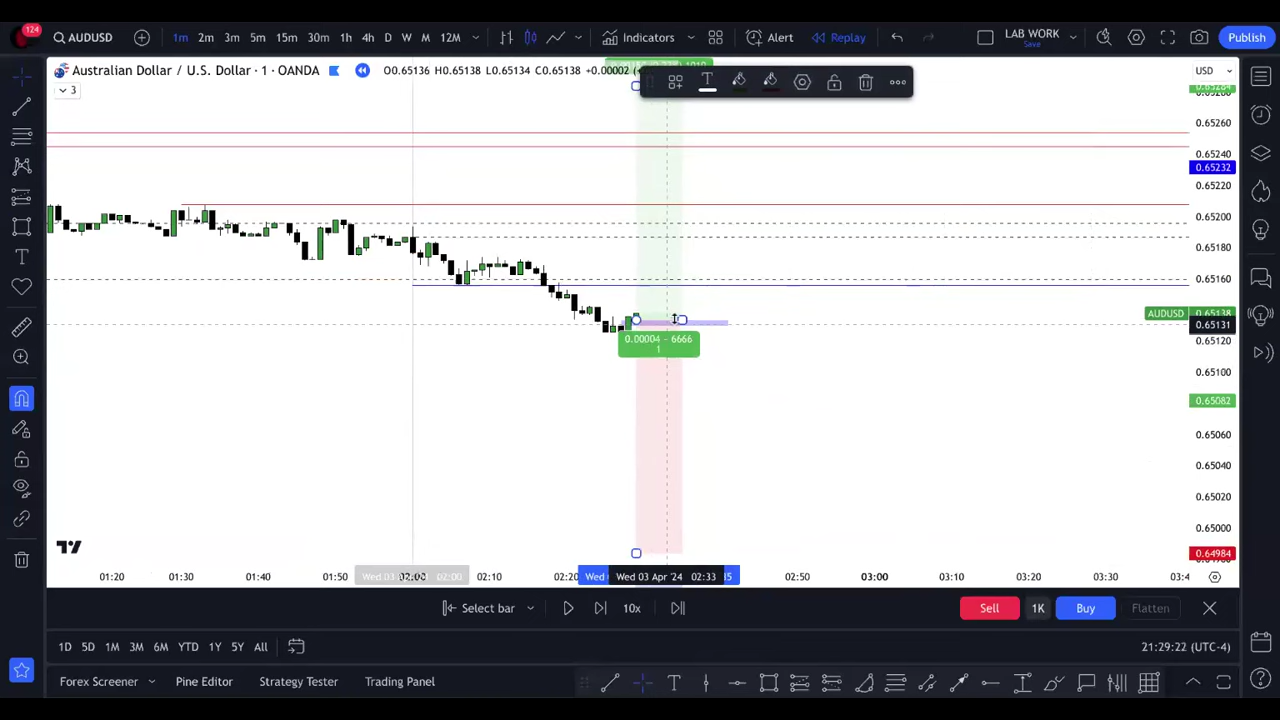 124
AUDUSD
1m 2m 3m 5m 15m 30m 1h 4h D W M 12M
Indicators
Alert
Replay
LAB WORK
Save
Publish
Australian Dollar / U.S. Dollar · 1 · OANDA
O0.65136 H0.65138 L0.65134 C0.65138 +0.00002
3
USD
0.65260
0.65240
0.65232
0.65220
0.65200
0.65180
0.65160
AUDUSD 0.65138
0.65131
0.65120
0.65100
0.65082
0.65060
0.65040
0.65020
0.65000
0.64984
0.00004 - 6666
1
01:20 01:30 01:40 01:50 02:00 02:10 02:20 Wed Wed 03 Apr '24 02:33 02:50 03:00 03:10 03:20 03:30 03:4
Select bar
10x
Sell
1K
Buy
Flatten
1D 5D 1M 3M 6M YTD 1Y 5Y All
21:29:22 (UTC-4)
Forex Screener
Pine Editor
Strategy Tester
Trading Panel